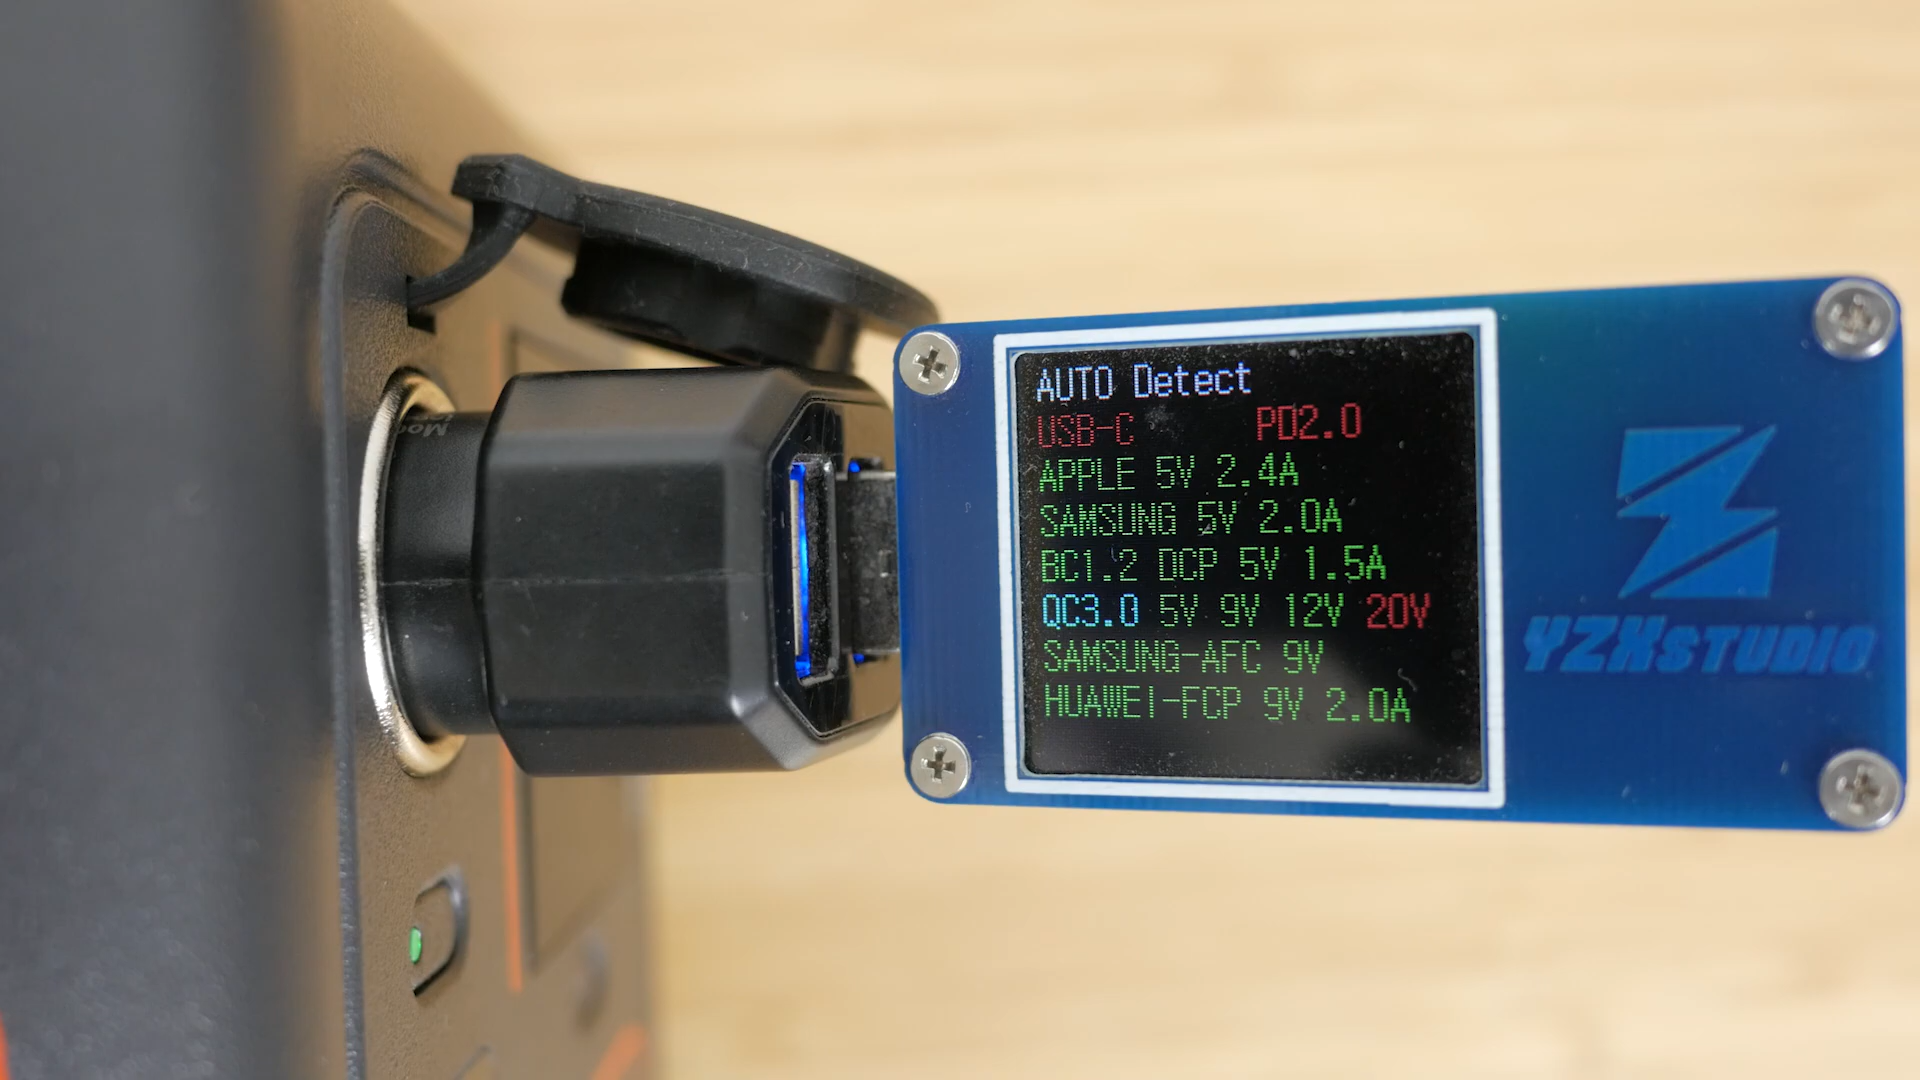 AUTO Detect
USB-C PD2.0
APPLE 5V 2.4A
SAMSUNG 5V 2.0A
BC1.2 DCP 5V 1.5A
QC3.0 5V 9V 12V 20V
SAMSUNG-AFC 9V
HUAWEI-FCP 9V 2.0A
YZXSTUDIO